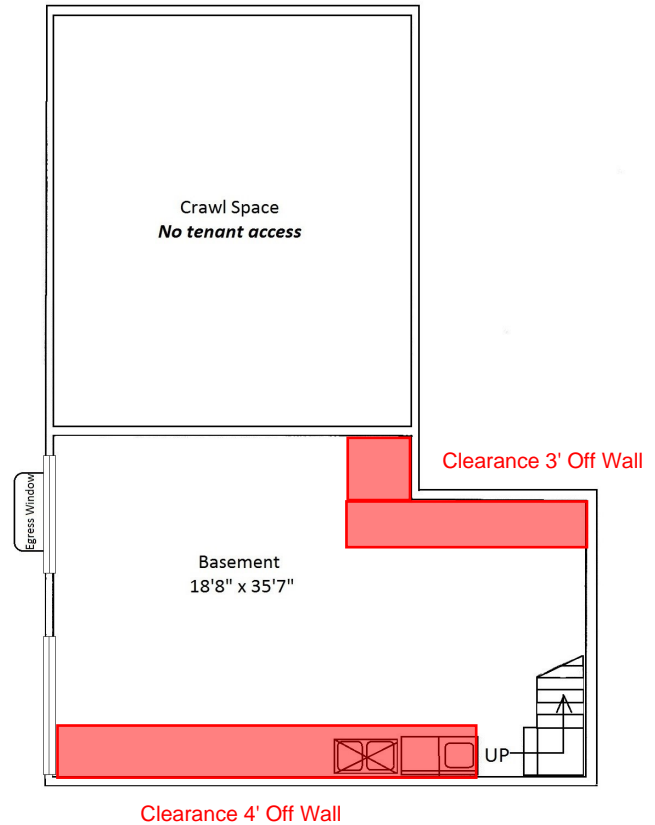 Crawl Space
No tenant access
Clearance 3' Off Wall
Egress Window
Basement
18'8" x 35'7"
UP
Clearance 4' Off Wall